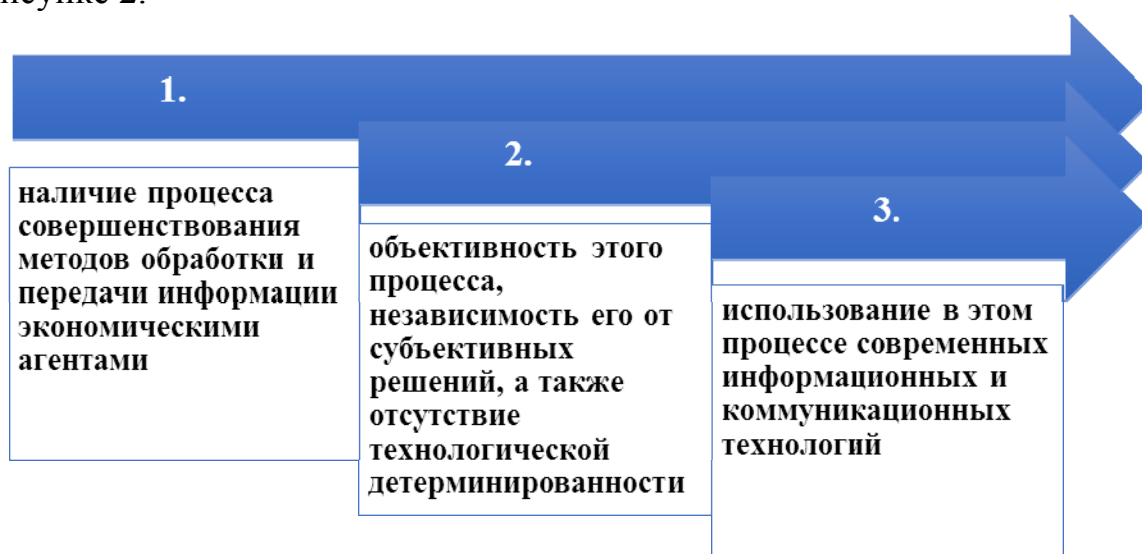 1.
наличие процесса
совершенствования
методов обработки и
передачи информации
экономическими
агентами
2.
объективность этого
процесса,
независимость его от
субъективных
решений, а также
отсутствие
технологической
детерминированности
3.
использование в этом
процессе современных
информационных и
коммуникационных
технологий